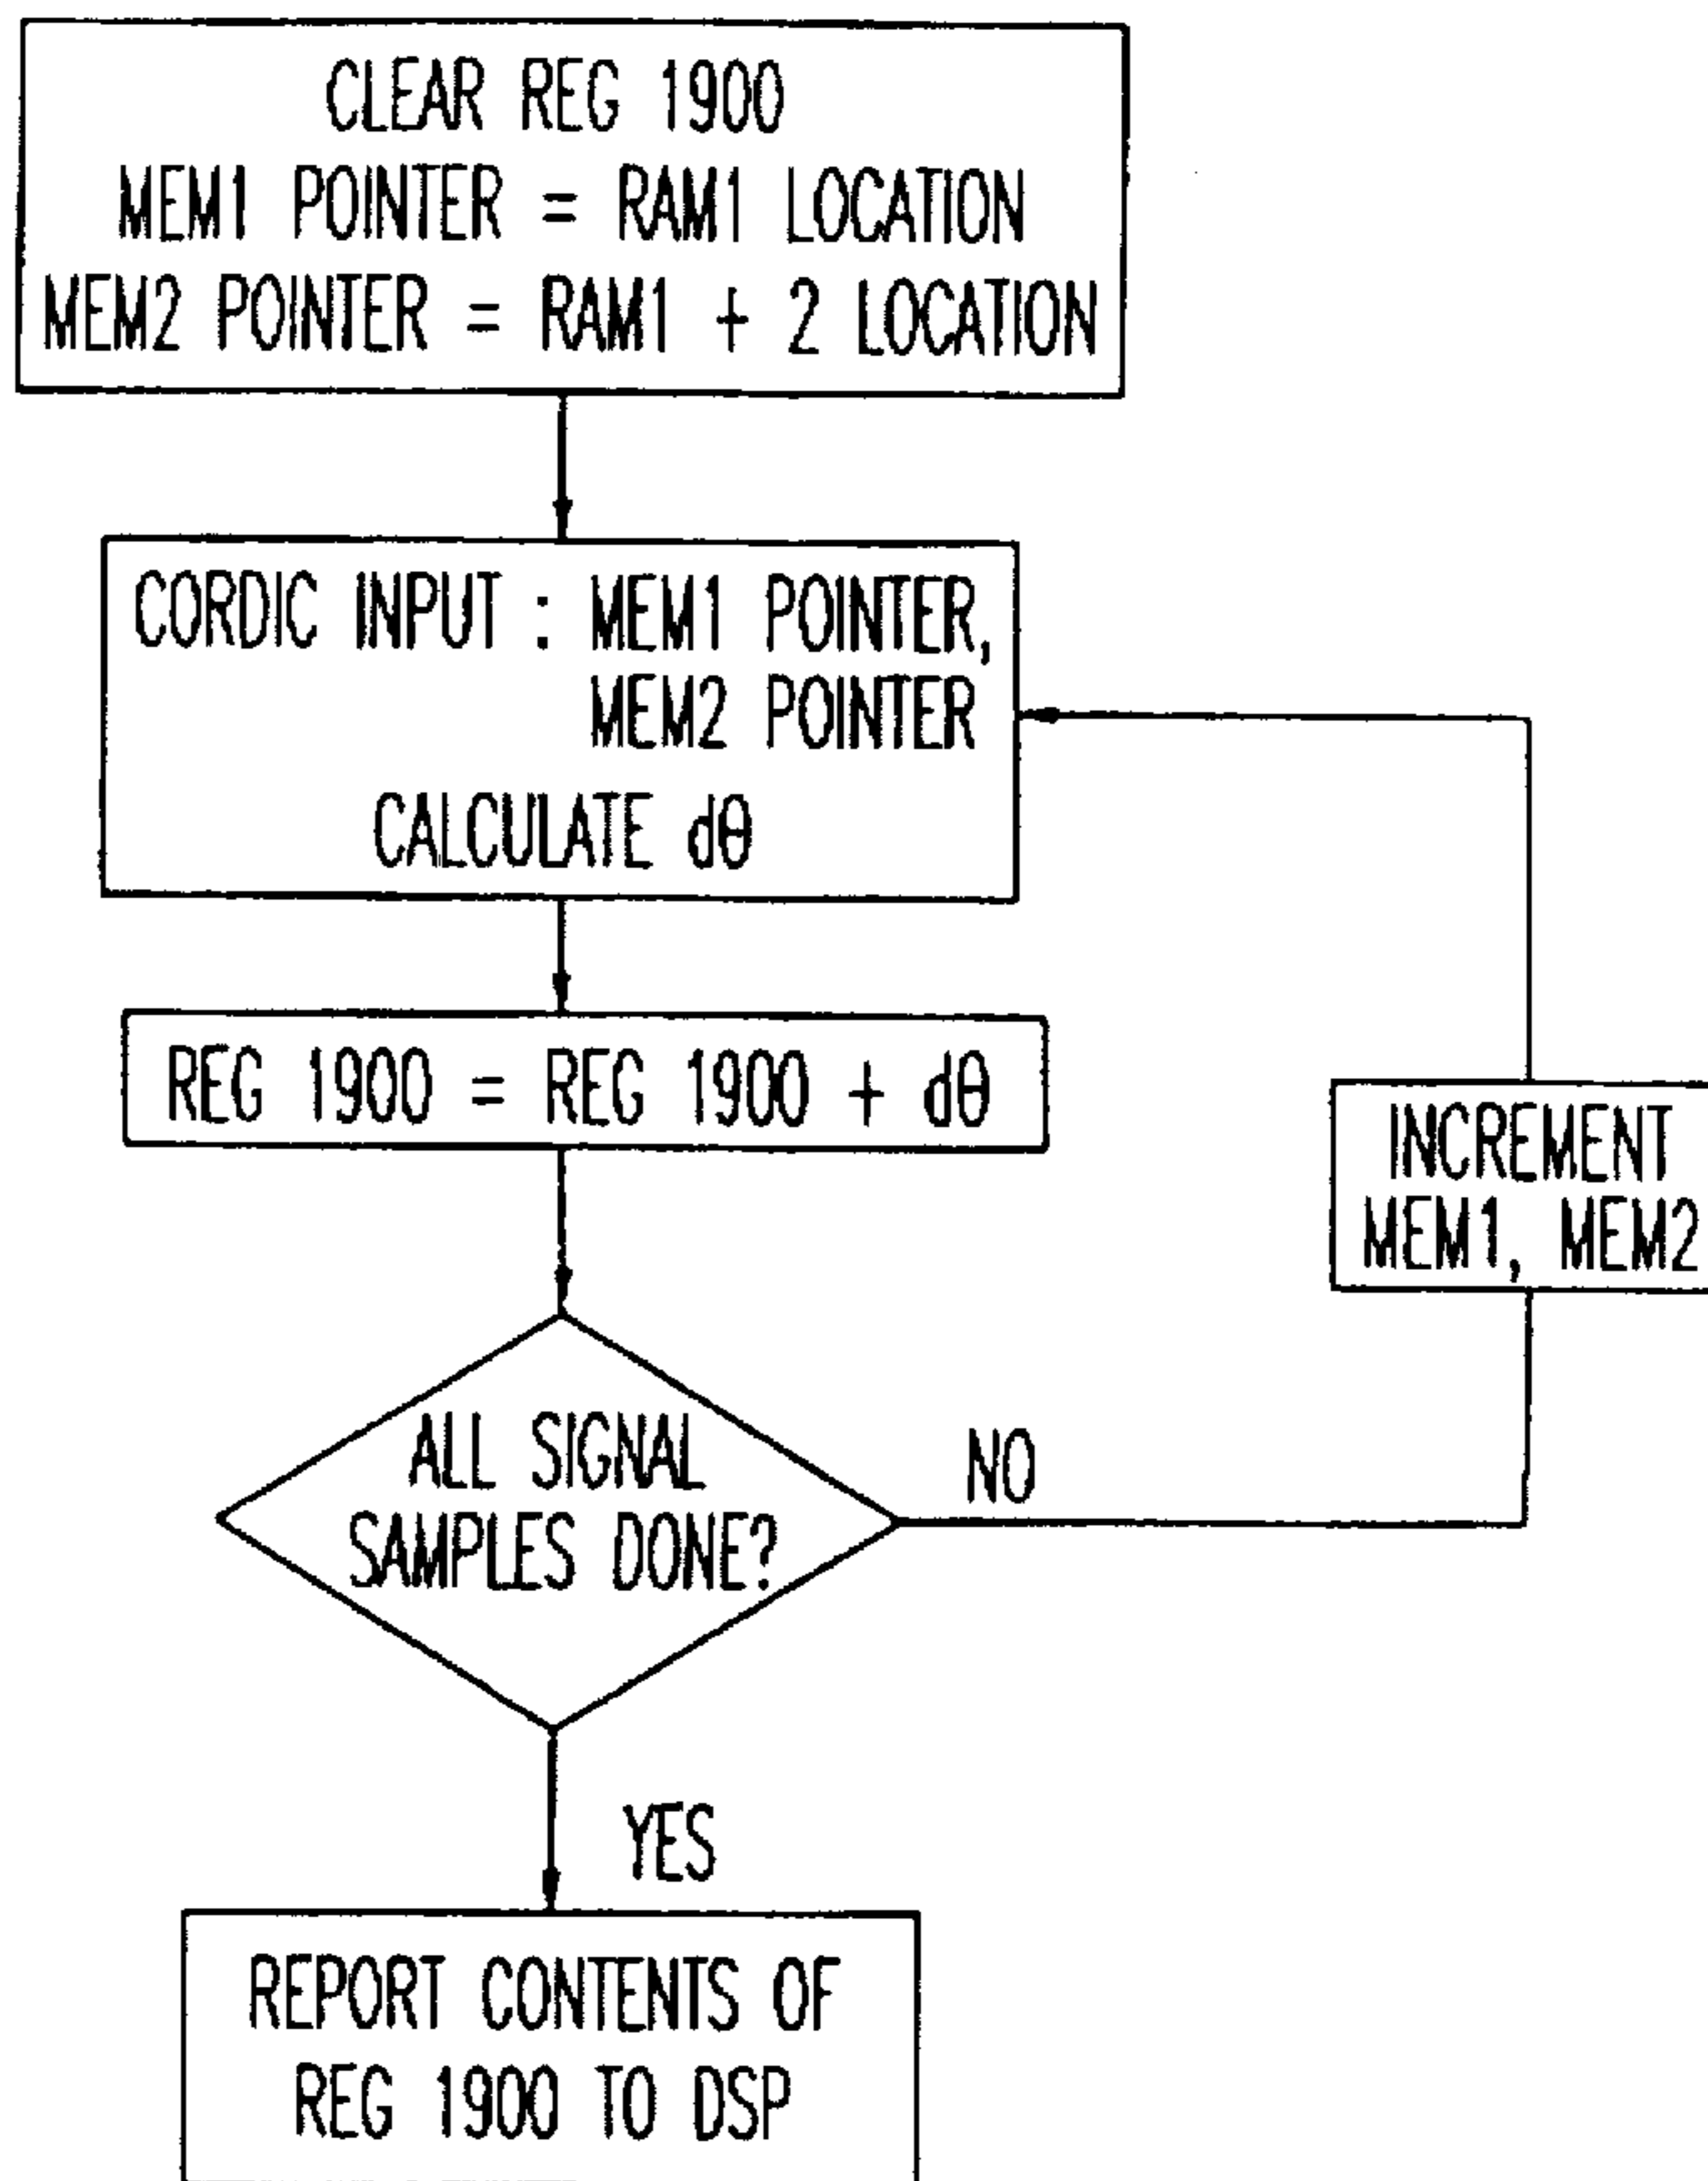 CLEAR REG 1900
MEM1 POINTER = RAM1 LOCATION
MEM2 POINTER = RAM1 + 2 LOCATION
CORDIC INPUT : MEM1 POINTER,
MEM2 POINTER
CALCULATE dθ
REG 1900 = REG 1900 + dθ
INCREMENT
MEM1, MEM2
ALL SIGNAL
SAMPLES DONE?
NO
YES
REPORT CONTENTS OF
REG 1900 TO DSP